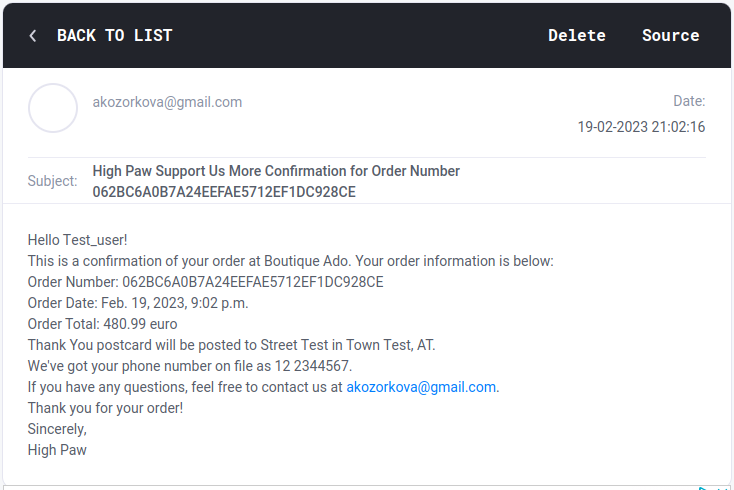 BACK TO LIST Delete Source
akozorkova@gmail.com Date:
19-02-2023 21:02:16
Subject: High Paw Support Us More Confirmation for Order Number
062BC6A0B7A24EEFAE5712EF1DC928CE
Hello Test_user!
This is a confirmation of your order at Boutique Ado. Your order information is below:
Order Number: 062BC6A0B7A24EEFAE5712EF1DC928CE
Order Date: Feb. 19, 2023, 9:02 p.m.
Order Total: 480.99 euro
Thank You postcard will be posted to Street Test in Town Test, AT.
We've got your phone number on file as 12 2344567.
If you have any questions, feel free to contact us at akozorkova@gmail.com.
Thank you for your order!
Sincerely,
High Paw